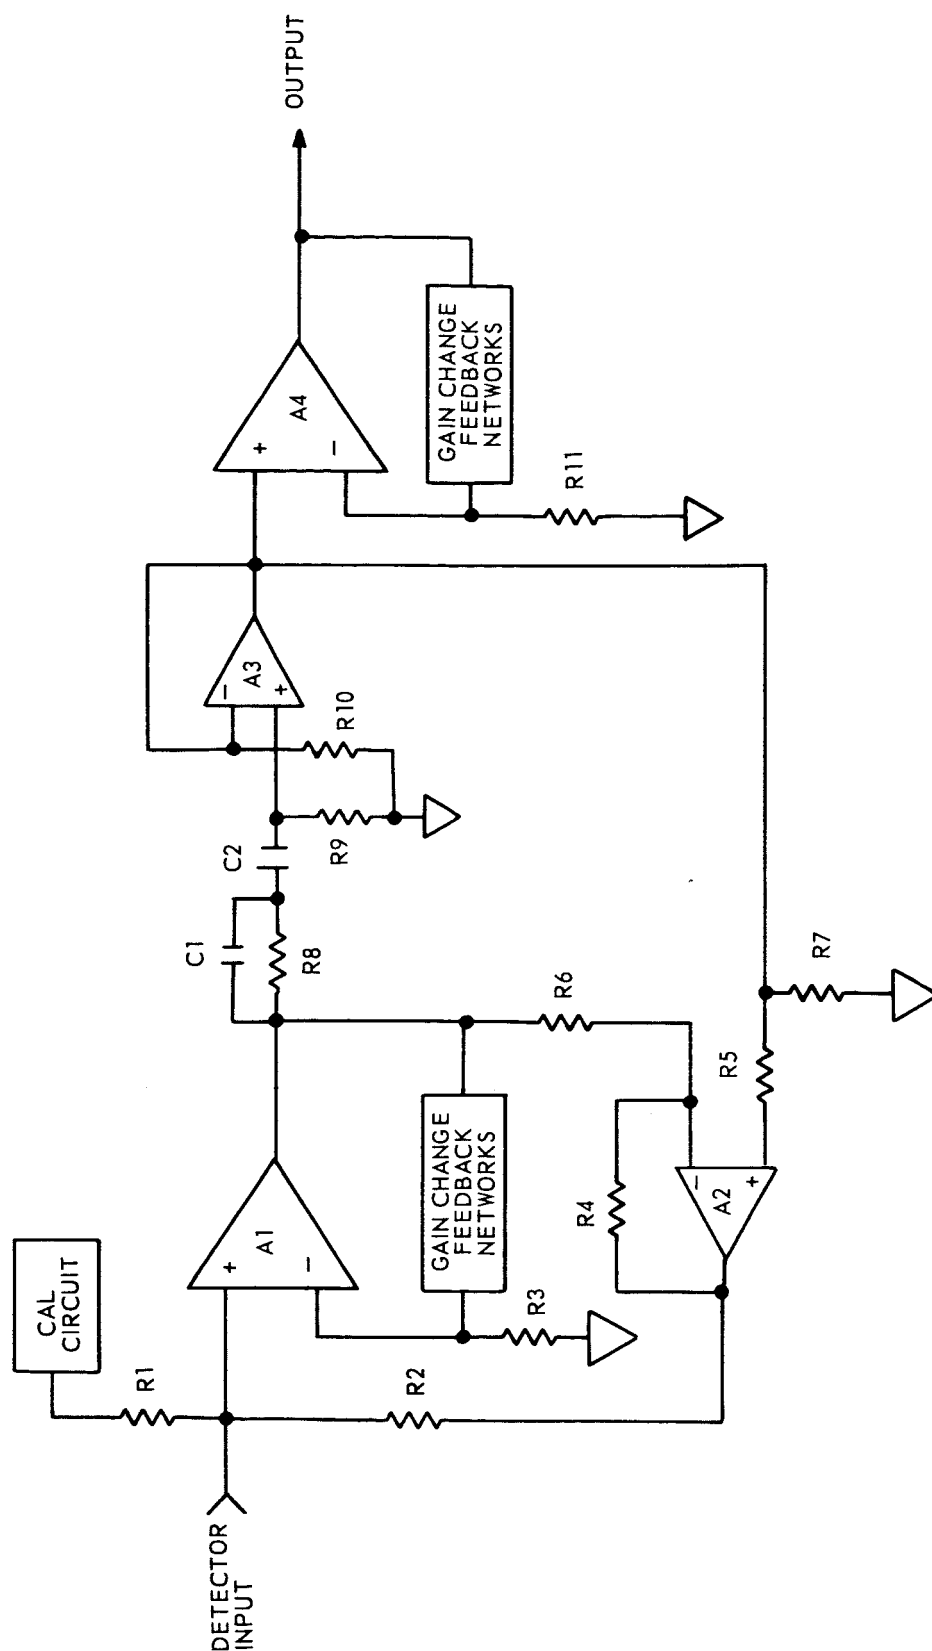 DETECTOR
INPUT
CAL
CIRCUIT
R1
R2
+
−
A1
GAIN CHANGE
FEEDBACK
NETWORKS
R3
R4
−
+
A2
R5
R6
R7
C1
R8
C2
R9
R10
−
+
A3
+
−
A4
GAIN CHANGE
FEEDBACK
NETWORKS
R11
OUTPUT